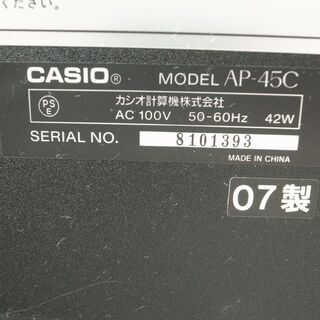 ください。
CASIO® MODEL AP-45C
PSE カシオ計算機株式会社
AC 100V 50-60Hz 42W
SERIAL NO. 8101393
MADE IN CHINA
07製